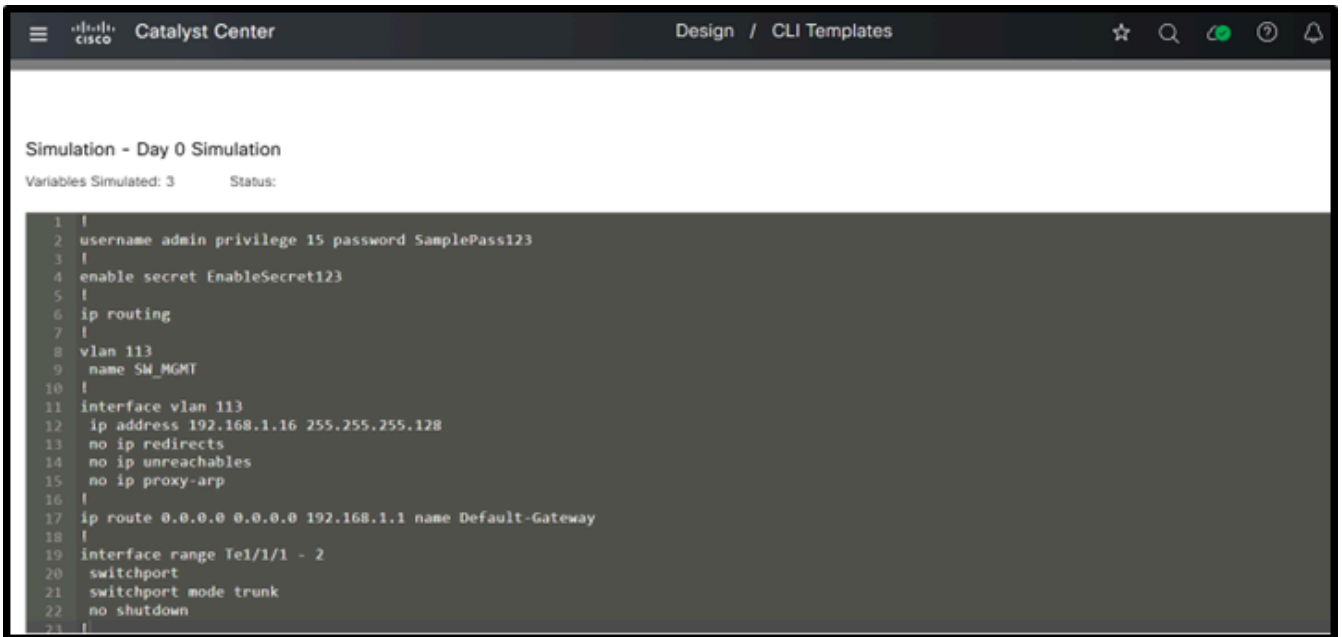 CISCO Catalyst Center Design / CLI Templates
Simulation - Day 0 Simulation
Variables Simulated: 3 Status:
1 !
2 username admin privilege 15 password SamplePass123
3 !
4 enable secret EnableSecret123
5 !
6 ip routing
7 !
8 vlan 113
9 name SW_MGMT
10 !
11 interface vlan 113
12 ip address 192.168.1.16 255.255.255.128
13 no ip redirects
14 no ip unreachables
15 no ip proxy-arp
16 !
17 ip route 0.0.0.0 0.0.0.0 192.168.1.1 name Default-Gateway
18 !
19 interface range Te1/1/1 - 2
20 switchport
21 switchport mode trunk
22 no shutdown
23 !